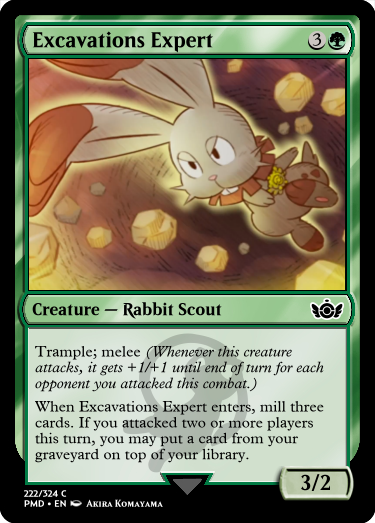 Excavations Expert 3
Creature — Rabbit Scout
Trample; melee (Whenever this creature
attacks, it gets +1/+1 until end of turn for each
opponent you attacked this combat.)
When Excavations Expert enters, mill three
cards. If you attacked two or more players
this turn, you may put a card from your
graveyard on top of your library.
3/2
222/324 C
PMD • EN Akira Komayama